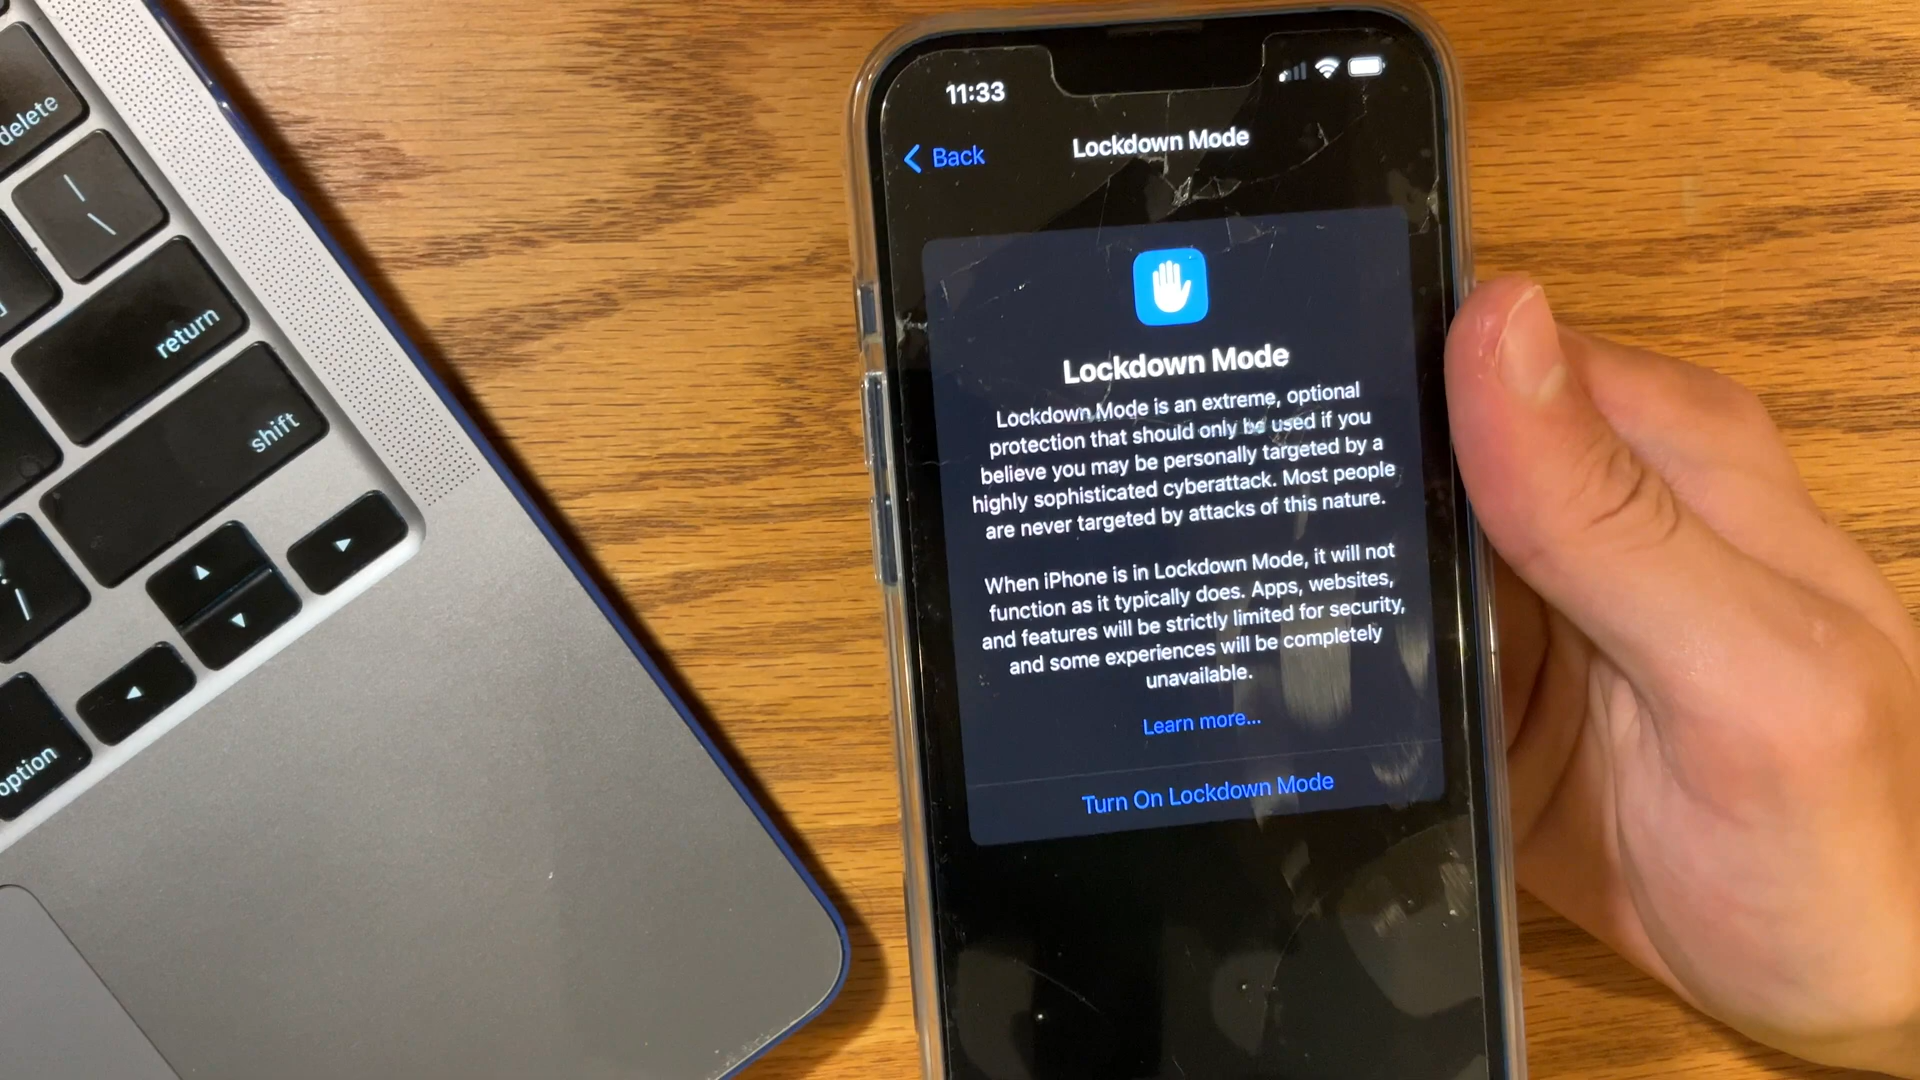 delete
return
shift
option
11:33
Back
Lockdown Mode
Lockdown Mode
Lockdown Mode is an extreme, optional
protection that should only be used if you
believe you may be personally targeted by a
highly sophisticated cyberattack. Most people
are never targeted by attacks of this nature.
When iPhone is in Lockdown Mode, it will not
function as it typically does. Apps, websites,
and features will be strictly limited for security,
and some experiences will be completely
unavailable.
Learn more...
Turn On Lockdown Mode